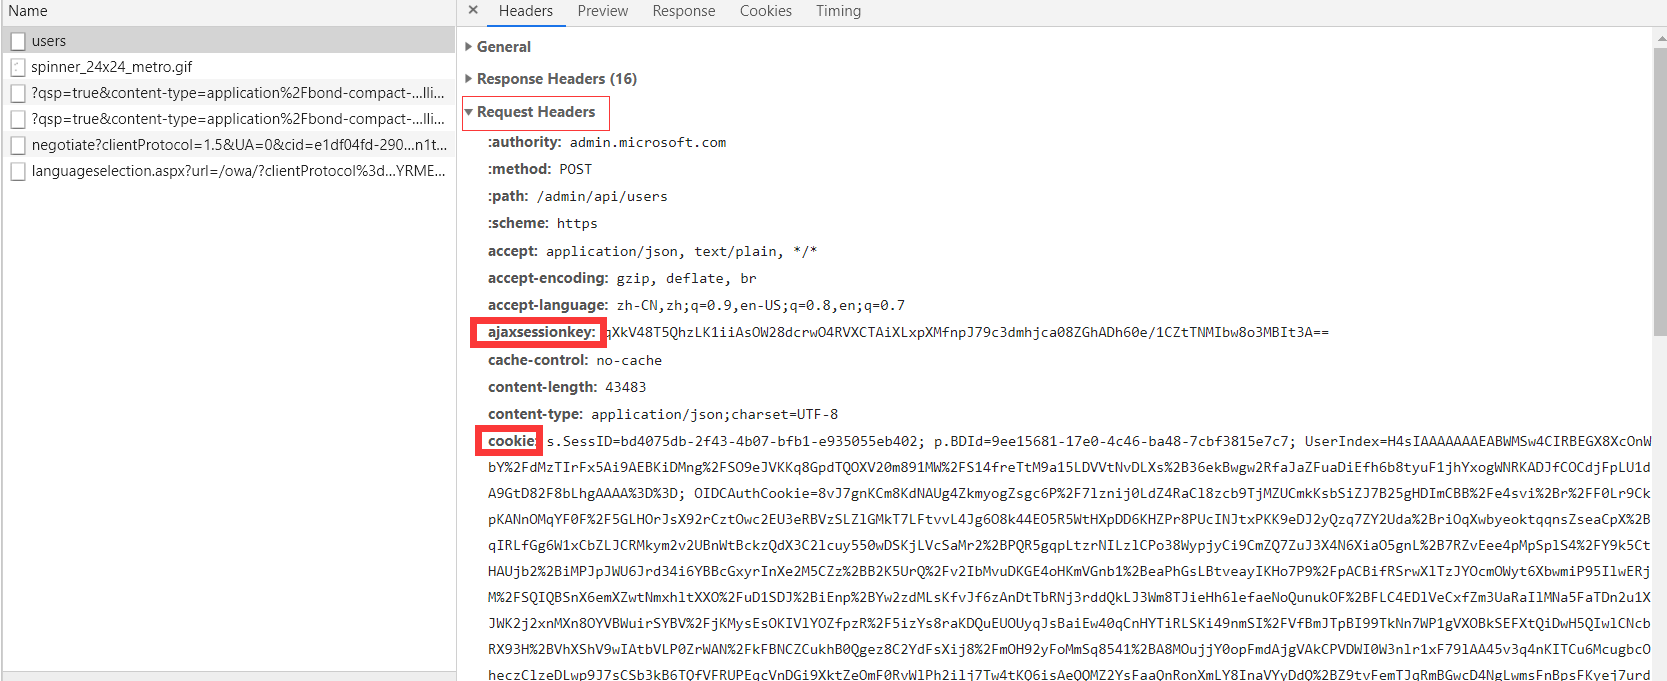 Name
users
spinner_24x24_metro.gif
?qsp=true&content-type=application%2Fbond-compact-...lli...
?qsp=true&content-type=application%2Fbond-compact-...lli...
negotiate?clientProtocol=1.5&UA=0&cid=e1df04fd-290...n1t...
languageselection.aspx?url=/owa/?clientProtocol%3d...YRME...
× Headers Preview Response Cookies Timing
General
Response Headers (16)
Request Headers
:authority: admin.microsoft.com
:method: POST
:path: /admin/api/users
:scheme: https
accept: application/json, text/plain, */*
accept-encoding: gzip, deflate, br
accept-language: zh-CN,zh;q=0.9,en-US;q=0.8,en;q=0.7
ajaxsessionkey: qXkV48T5QhzLK1iiAsOW28dcrwO4RVXCTAiXLxpXMfnpJ79c3dmhjca08ZGhADh60e/1CZtTNMIbw8o3MBIt3A==
cache-control: no-cache
content-length: 43483
content-type: application/json;charset=UTF-8
cookie: s.SessID=bd4075db-2f43-4b07-bfb1-e935055eb402; p.BDId=9ee15681-17e0-4c46-ba48-7cbf3815e7c7; UserIndex=H4sIAAAAAAAEABWMSw4CIRBEGX8XcOnW
bY%2FdMzTIrFx5Ai9AEBKiDMng%2FSO9eJVKKq8GpdTQOXV20m891MW%2FS14freTtM9a15LDVVtNvDLXs%2B36ekBwgw2RfaJaZFuaDiEfh6b8tyuF1jhYxogWNRKADJfCOCdjFpLU1d
A9GtD82F8bLhgAAAA%3D%3D; OIDCAuthCookie=8vJ7gnKCm8KdNAUg4ZkmyogZsgc6P%2F7lznij0LdZ4RaCl8zcb9TjMZUCmkKsbSiZJ7B25gHDImCBB%2Fe4svi%2Br%2FF0Lr9Ck
pKANnOMqYF0F%2F5GLHOrJsX92rCztOwc2EU3eRBVzSLZlGMkT7LFtvvL4Jg6O8k44EO5R5WtHXpDD6KHZPr8PUcINJtxPKK9eDJ2yQzq7ZY2Uda%2BriOqXwbyeoktqqnsZseaCpX%2B
qIRLfGg6W1xCbZLJCRMkym2v2UBnWtBckzQdX3C2lcuy550wDSKjLVcSaMr2%2BPQR5gqpLtzrNILzlCPo38WypjyCi9CmZQ7ZuJ3X4N6XiaO5gnL%2B7RZvEee4pMpSplS4%2FY9k5Ct
HAUjb2%2BiMPJpJWU6Jrd34i6YBBcGxyrInXe2M5CZz%2BB2K5UrQ%2Fv2IbMvuDKGE4oHKmVGnb1%2BeaPhGsLBtveayIKHo7P9%2FpACBifRSrwXlTzJYOcmOWyt6XbwmiP95IlwERj
M%2FSQIQBSnX6emXZwtNmxhltXXO%2FuD1SDJ%2BiEnp%2BYw2zdMLsKfvJf6zAnDtTbRNj3rddQkLJ3Wm8TJieHh6lefaeNoQunukOF%2BFLC4EDlVeCxfZm3UaRaIlMNa5FaTDn2u1X
JWK2j2xnMXn8OYVBWuirSYBV%2FjKMysEsOKIVlYOZfpzR%2F5izYs8raKDQuEUOUyqJsBaiEw40qCnHYTiRLSKi49nmSI%2FVfBmJTpBI99TkNn7WP1gVXOBkSEFXtQiDwH5QIwlCNcb
RX93H%2BVhXShV9wIAtbVLP0ZrWAN%2FkFBNCZCukhB0Qgez8C2YdFsXij8%2FmOH92yFoMmSq8541%2BA8MOujjY0opFmdAjgVAkCPVDWI0W3nlr1xF79lAA45v3q4nKITCu6Mcugbc0